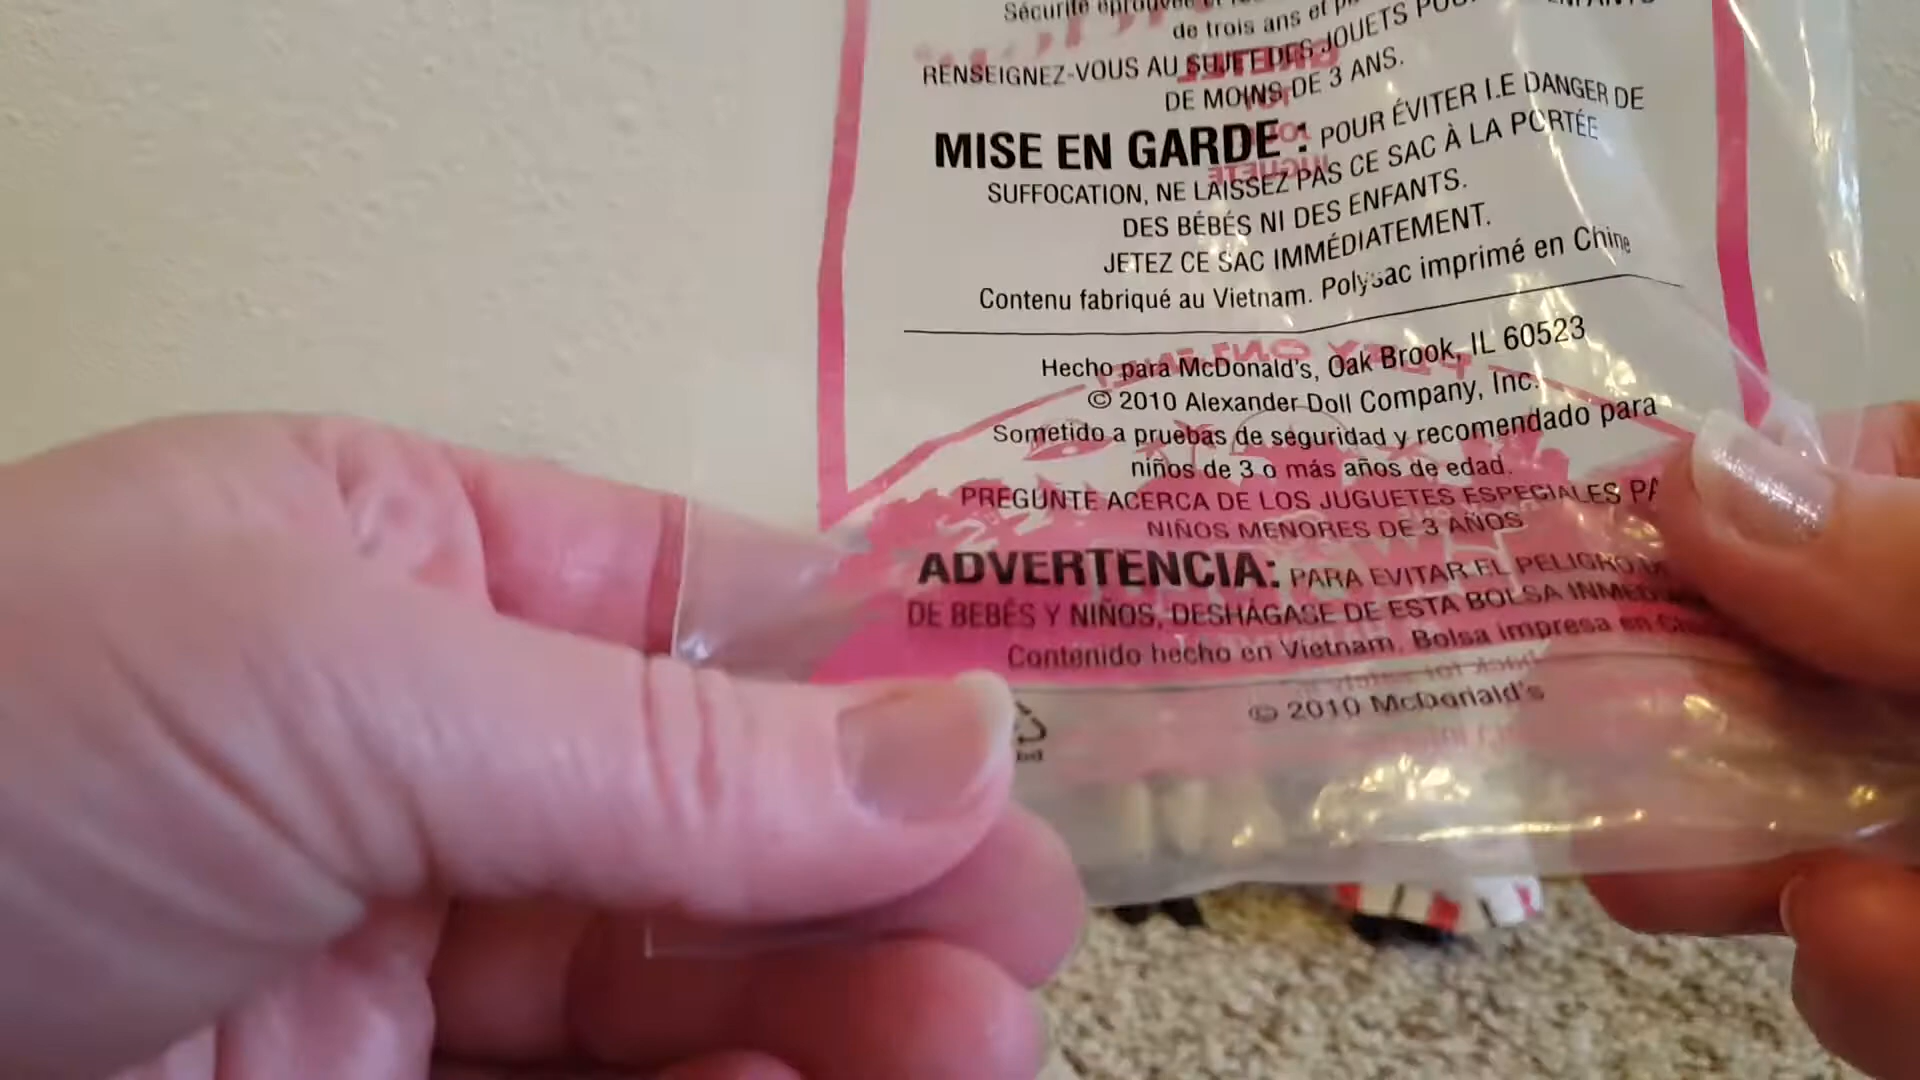 Sécurité éprouvée et
de trois ans et
RENSEIGNEZ-VOUS AU SUJET DES JOUETS
DE MOINS DE 3 ANS.
MISE EN GARDE : POUR ÉVITER LE DANGER DE
SUFFOCATION, NE LAISSEZ PAS CE SAC À LA PORTÉE
DES BÉBÉS NI DES ENFANTS.
JETEZ CE SAC IMMÉDIATEMENT.
Contenu fabriqué au Vietnam. Polysac imprimé en Chine
Hecho para McDonald's, Oak Brook, IL 60523
© 2010 Alexander Doll Company, Inc.
Sometido a pruebas de seguridad y recomendado para
niños de 3 o más años de edad.
PREGUNTE ACERCA DE LOS JUGUETES ESPECIALES
NIÑOS MENORES DE 3 AÑOS
ADVERTENCIA: PARA EVITAR EL PELIGRO
DE BEBÉS Y NIÑOS, DESHÁGASE DE ESTA BOLSA
Contenido hecho en Vietnam. Bolsa impresa en
© 2010 McDonald's